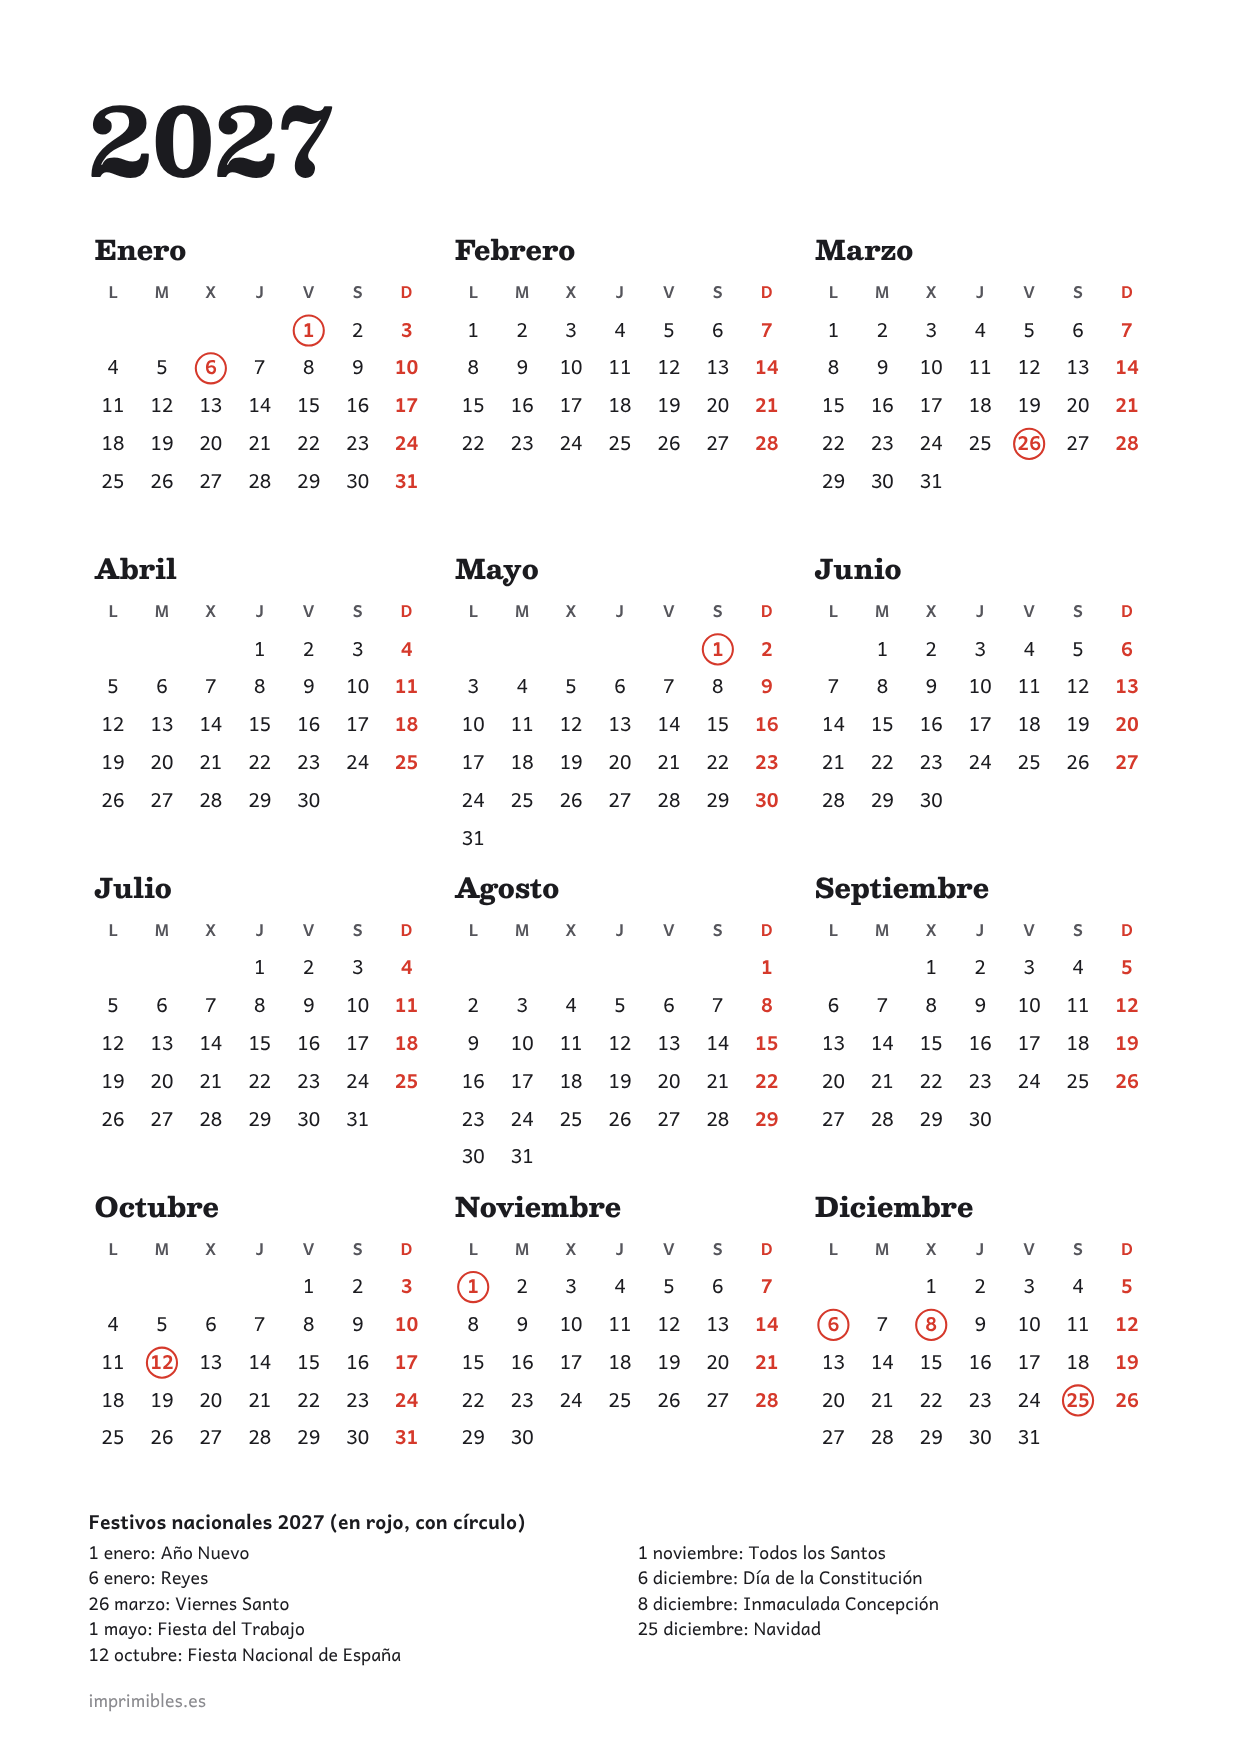 2027
Enero
L M X J V S D
1 2 3
4 5 6 7 8 9 10
11 12 13 14 15 16 17
18 19 20 21 22 23 24
25 26 27 28 29 30 31
Febrero
L M X J V S D
1 2 3 4 5 6 7
8 9 10 11 12 13 14
15 16 17 18 19 20 21
22 23 24 25 26 27 28
Marzo
L M X J V S D
1 2 3 4 5 6 7
8 9 10 11 12 13 14
15 16 17 18 19 20 21
22 23 24 25 26 27 28
29 30 31
Abril
L M X J V S D
1 2 3 4
5 6 7 8 9 10 11
12 13 14 15 16 17 18
19 20 21 22 23 24 25
26 27 28 29 30
Mayo
L M X J V S D
1 2
3 4 5 6 7 8 9
10 11 12 13 14 15 16
17 18 19 20 21 22 23
24 25 26 27 28 29 30
31
Junio
L M X J V S D
1 2 3 4 5 6
7 8 9 10 11 12 13
14 15 16 17 18 19 20
21 22 23 24 25 26 27
28 29 30
Julio
L M X J V S D
1 2 3 4
5 6 7 8 9 10 11
12 13 14 15 16 17 18
19 20 21 22 23 24 25
26 27 28 29 30 31
Agosto
L M X J V S D
1
2 3 4 5 6 7 8
9 10 11 12 13 14 15
16 17 18 19 20 21 22
23 24 25 26 27 28 29
30 31
Septiembre
L M X J V S D
1 2 3 4 5
6 7 8 9 10 11 12
13 14 15 16 17 18 19
20 21 22 23 24 25 26
27 28 29 30
Octubre
L M X J V S D
1 2 3
4 5 6 7 8 9 10
11 12 13 14 15 16 17
18 19 20 21 22 23 24
25 26 27 28 29 30 31
Noviembre
L M X J V S D
1 2 3 4 5 6 7
8 9 10 11 12 13 14
15 16 17 18 19 20 21
22 23 24 25 26 27 28
29 30
Diciembre
L M X J V S D
1 2 3 4 5
6 7 8 9 10 11 12
13 14 15 16 17 18 19
20 21 22 23 24 25 26
27 28 29 30 31
Festivos nacionales 2027 (en rojo, con círculo)
1 enero: Año Nuevo
6 enero: Reyes
26 marzo: Viernes Santo
1 mayo: Fiesta del Trabajo
12 octubre: Fiesta Nacional de España
1 noviembre: Todos los Santos
6 diciembre: Día de la Constitución
8 diciembre: Inmaculada Concepción
25 diciembre: Navidad
imprimibles.es